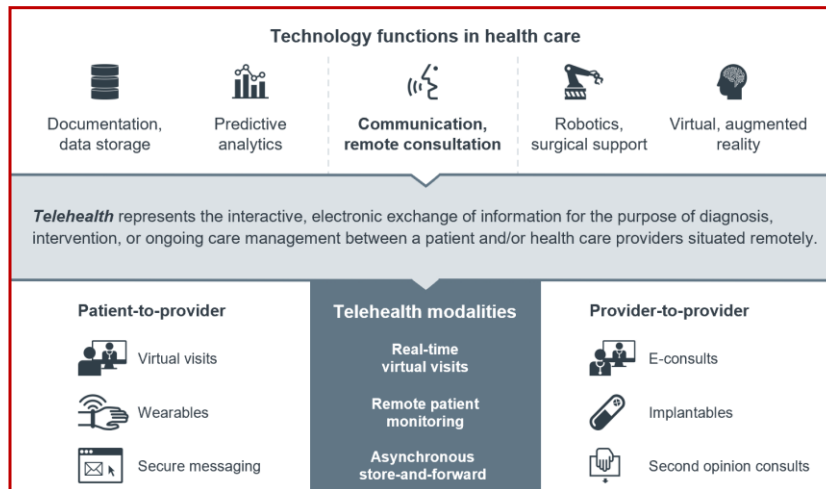 Technology functions in health care
Documentation,
data storage
Predictive
analytics
Communication,
remote consultation
Robotics,
surgical support
Virtual, augmented
reality
Telehealth represents the interactive, electronic exchange of information for the purpose of diagnosis,
intervention, or ongoing care management between a patient and/or health care providers situated remotely.
Patient-to-provider
Virtual visits
Wearables
Secure messaging
Telehealth modalities
Real-time
virtual visits
Remote patient
monitoring
Asynchronous
store-and-forward
Provider-to-provider
E-consults
Implantables
Second opinion consults